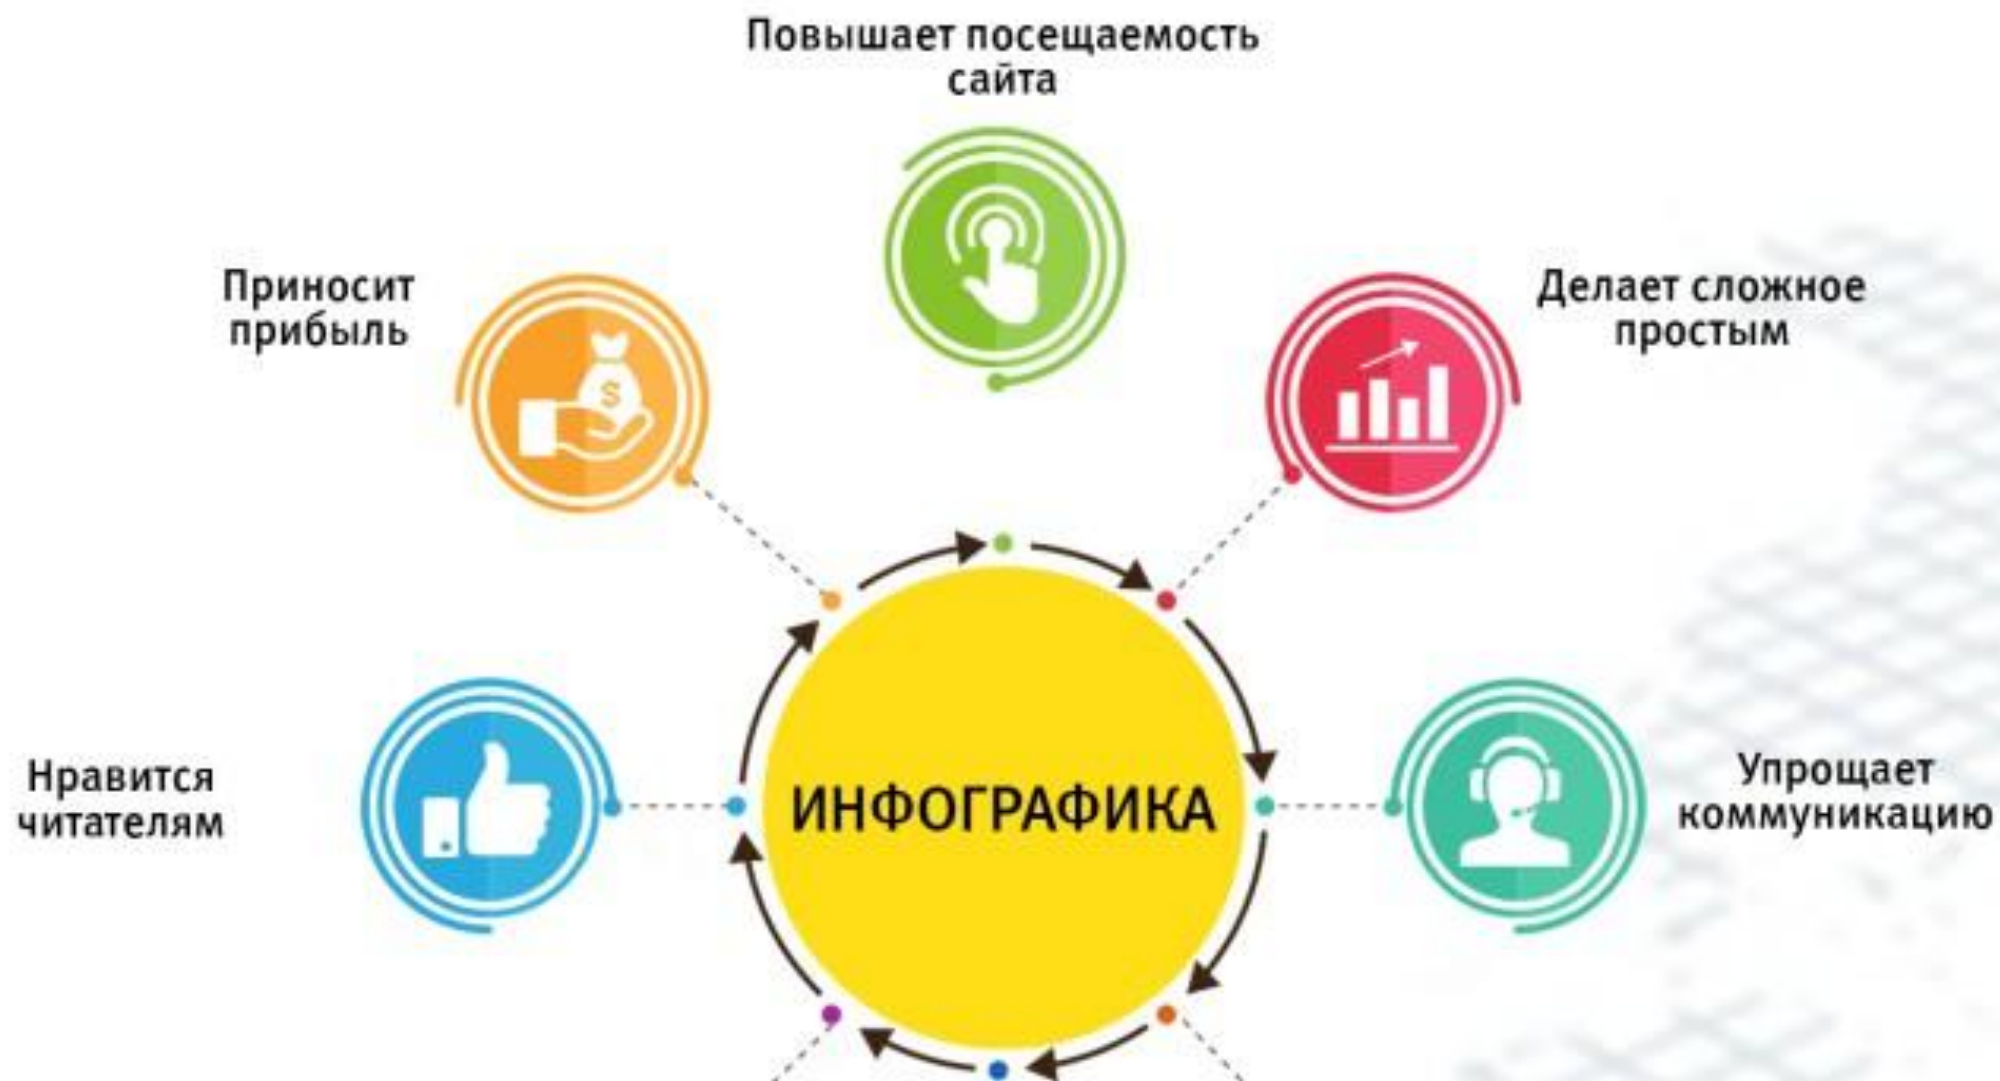 Повышает посещаемость
сайта
Приносит
прибыль
$
Делает сложное
простым
Нравится
читателям
ИНФОГРАФИКА
Упрощает
коммуникацию